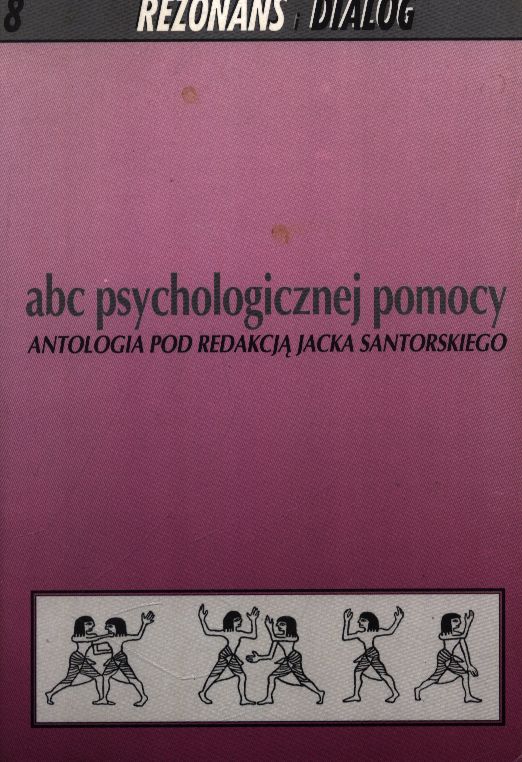 8
REZONANS i DIALOG
abc psychologicznej pomocy
ANTOLOGIA POD REDAKCJĄ JACKA SANTORSKIEGO